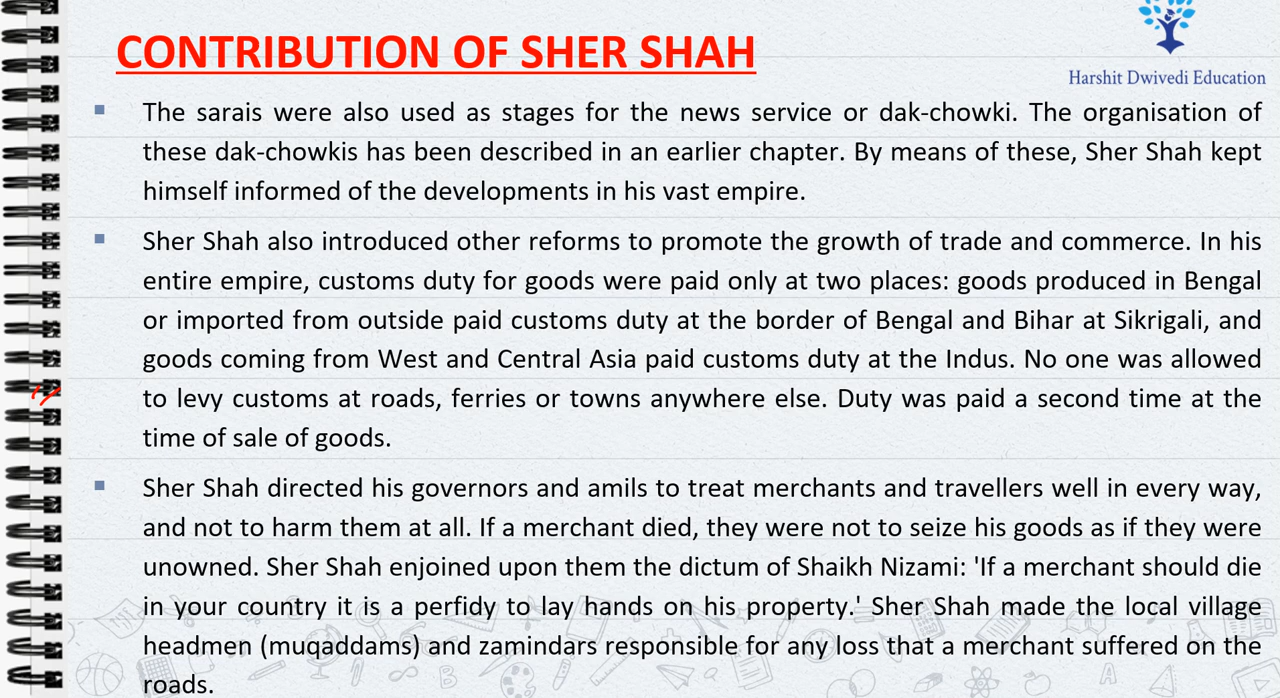 CONTRIBUTION OF SHER SHAH
Harshit Dwivedi Education
The sarais were also used as stages for the news service or dak-chowki. The organisation of
these dak-chowkis has been described in an earlier chapter. By means of these, Sher Shah kept
himself informed of the developments in his vast empire.
Sher Shah also introduced other reforms to promote the growth of trade and commerce. In his
entire empire, customs duty for goods were paid only at two places: goods produced in Bengal
or imported from outside paid customs duty at the border of Bengal and Bihar at Sikrigali, and
goods coming from West and Central Asia paid customs duty at the Indus. No one was allowed
to levy customs at roads, ferries or towns anywhere else. Duty was paid a second time at the
time of sale of goods.
Sher Shah directed his governors and amils to treat merchants and travellers well in every way,
and not to harm them at all. If a merchant died, they were not to seize his goods as if they were
unowned. Sher Shah enjoined upon them the dictum of Shaikh Nizami: 'If a merchant should die
in your country it is a perfidy to lay hands on his property.' Sher Shah made the local village
headmen (muqaddams) and zamindars responsible for any loss that a merchant suffered on the
roads.